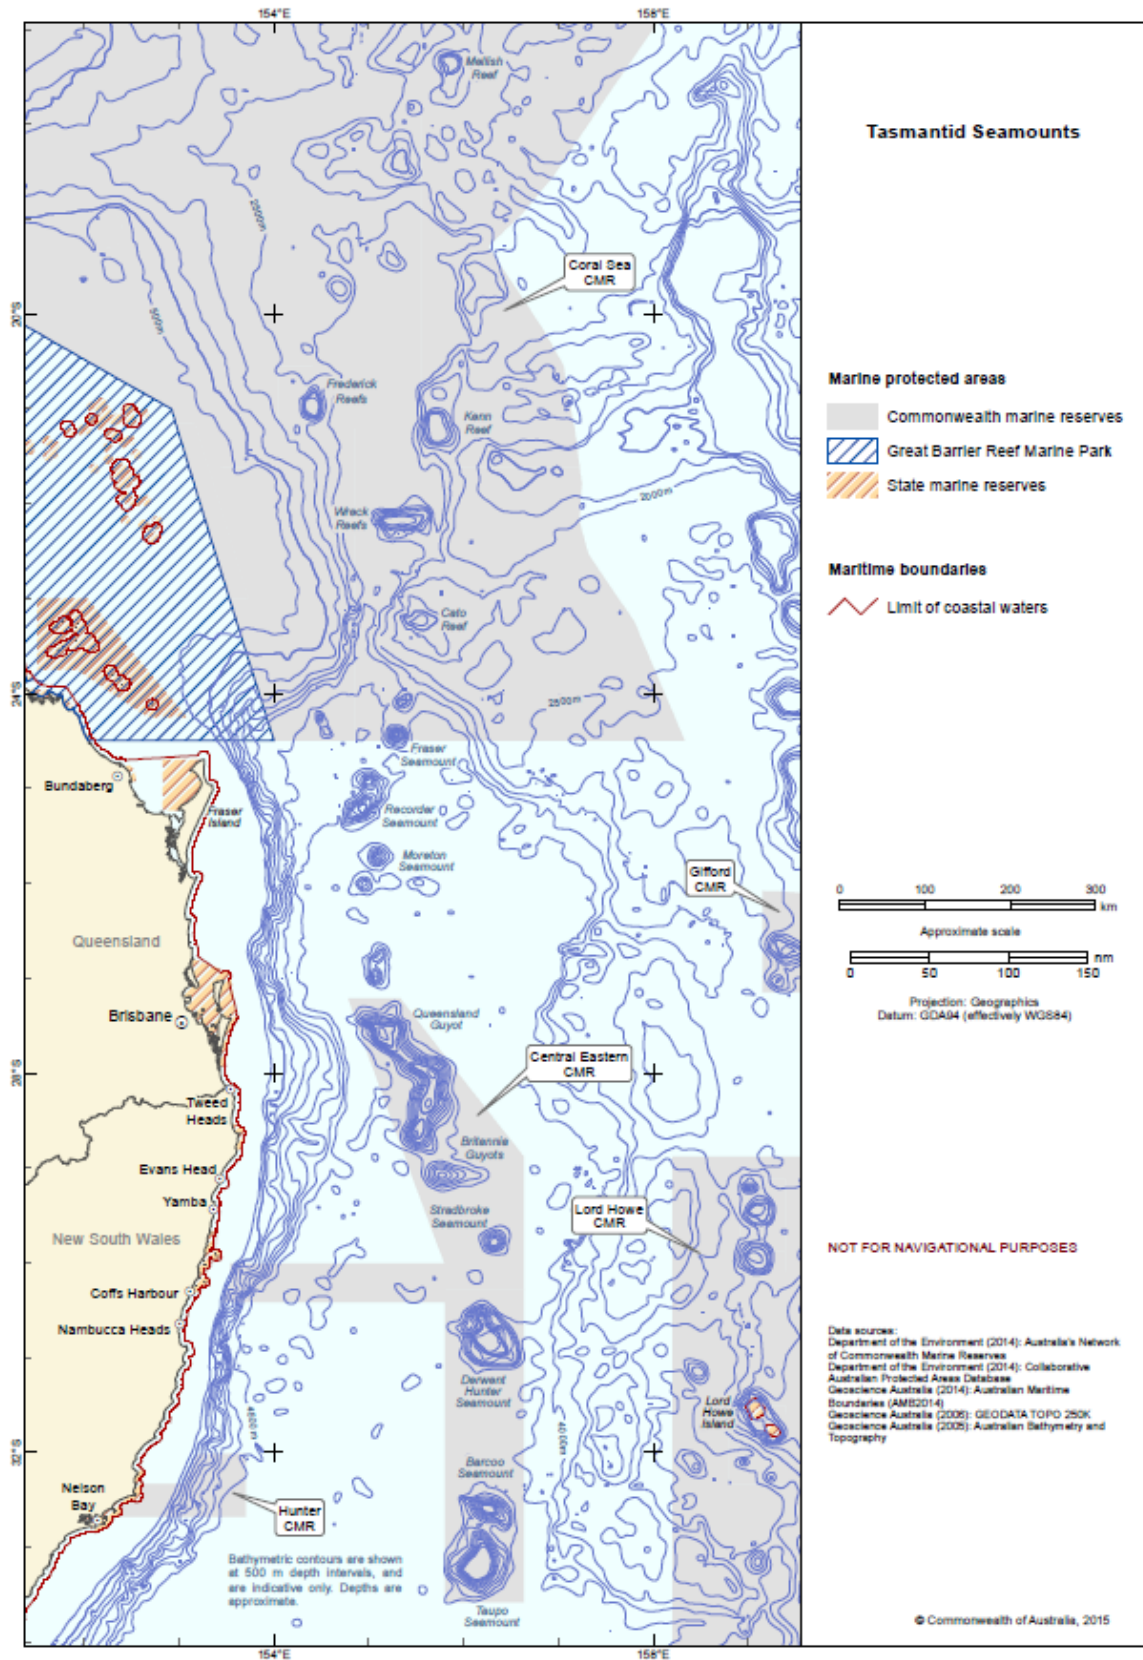 154°E
158°E
Mellish
Reef
Tasmantid Seamounts
2500m
Coral Sea
CMR
500m
20°S
20°S
Marine protected areas
Commonwealth marine reserves
Great Barrier Reef Marine Park
State marine reserves
Frederick
Reefs
Kenn
Reef
2000m
Wreck
Reefs
Maritime boundaries
Limit of coastal waters
Cato
Reef
24°S
2500m
Fraser
Seamount
Bundaberg
Fraser
Island
Recorder
Seamount
Moreton
Seamount
Gifford
CMR
0 100 200 300
km
Approximate scale
nm
0 50 100 150
Projection: Geographics
Datum: GDA94 (effectively WGS84)
Queensland
Brisbane
Queensland
Guyot
Central Eastern
CMR
28°S
Tweed
Heads
Britannia
Guyots
Evans Head
Yamba
Stradbroke
Seamount
Lord Howe
CMR
New South Wales
NOT FOR NAVIGATIONAL PURPOSES
Coffs Harbour
Nambucca Heads
Derwent
Hunter
Seamount
Lord
Howe
Island
Data sources:
Department of the Environment (2014): Australia's Network
of Commonwealth Marine Reserves
Department of the Environment (2014): Collaborative
Australian Protected Areas Database
Geoscience Australia (2014): Australian Maritime
Boundaries (AMB2014)
Geoscience Australia (2006): GEODATA TOPO 250K
Geoscience Australia (2005): Australian Bathymetry and
Topography
4500 m
4000m
32°S
Barcoo
Seamount
Nelson
Bay
Hunter
CMR
Bathymetric contours are shown
at 500 m depth intervals, and
are indicative only. Depths are
approximate.
Taupo
Seamount
© Commonwealth of Australia, 2015
154°E
158°E